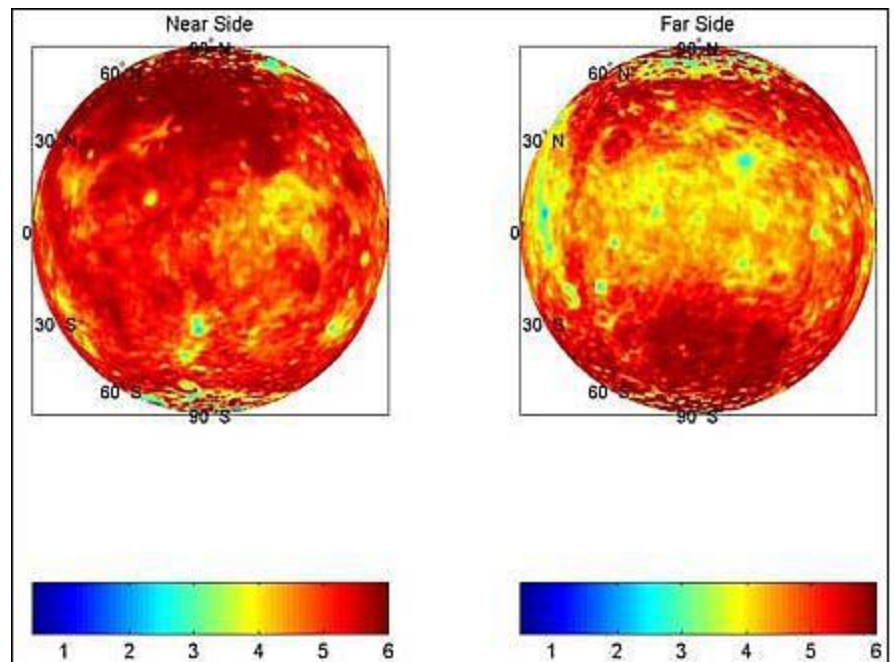 Near Side
90° N
60° N
30° N
0
30° S
60° S
90° S
1 2 3 4 5 6
Far Side
90° N
60° N
30° N
0
30° S
60° S
90° S
1 2 3 4 5 6